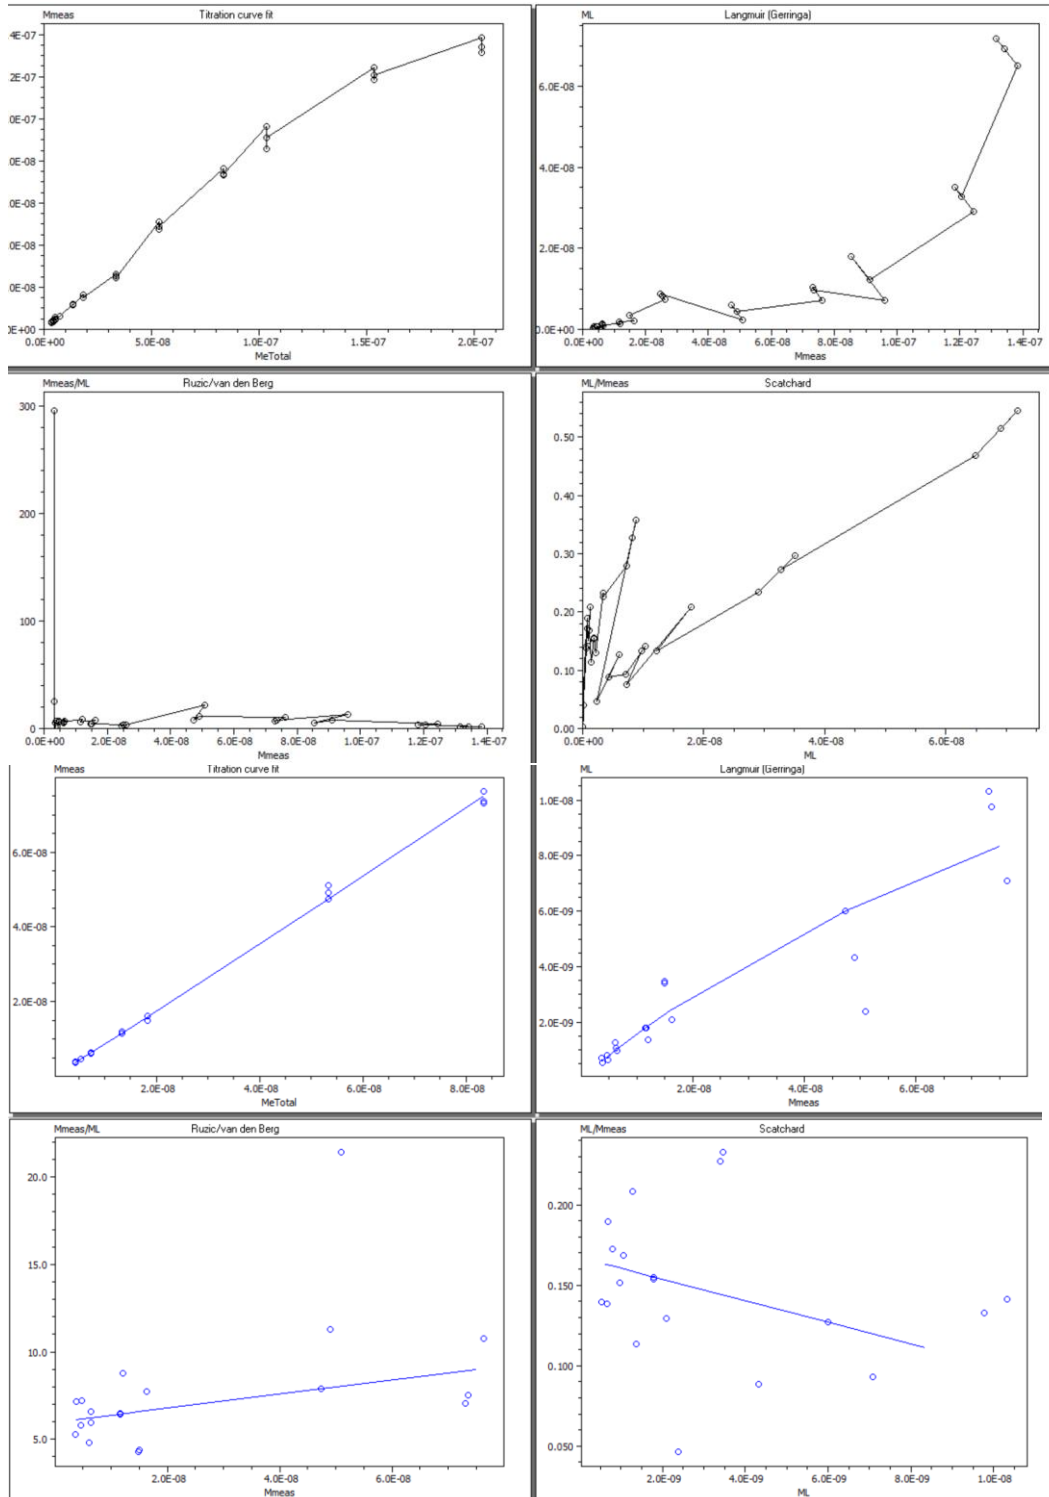 Mmeas Titration curve fit
4E-07
2E-07
0E-07
0E-08
0E-08
0E-08
0E-08
0E+00
0.0E+00 5.0E-08 1.0E-07 1.5E-07 2.0E-07
MeTotal
ML Langmuir (Gerringa)
6.0E-08
4.0E-08
2.0E-08
0.0E+00
0.0E+00 2.0E-08 4.0E-08 6.0E-08 8.0E-08 1.0E-07 1.2E-07 1.4E-07
Mmeas
Mmeas/ML Ruzic/van den Berg
300
200
100
0
0.0E+00 2.0E-08 4.0E-08 6.0E-08 8.0E-08 1.0E-07 1.2E-07 1.4E-07
Mmeas
ML/Mmeas Scatchard
0.50
0.40
0.30
0.20
0.10
0.00
0.0E+00 2.0E-08 4.0E-08 6.0E-08
ML
Mmeas Titration curve fit
6.0E-08
4.0E-08
2.0E-08
2.0E-08 4.0E-08 6.0E-08 8.0E-08
MeTotal
ML Langmuir (Gerringa)
1.0E-08
8.0E-09
6.0E-09
4.0E-09
2.0E-09
2.0E-08 4.0E-08 6.0E-08
Mmeas
Mmeas/ML Ruzic/van den Berg
20.0
15.0
10.0
5.0
2.0E-08 4.0E-08 6.0E-08
Mmeas
ML/Mmeas Scatchard
0.200
0.150
0.100
0.050
2.0E-09 4.0E-09 6.0E-09 8.0E-09 1.0E-08
ML